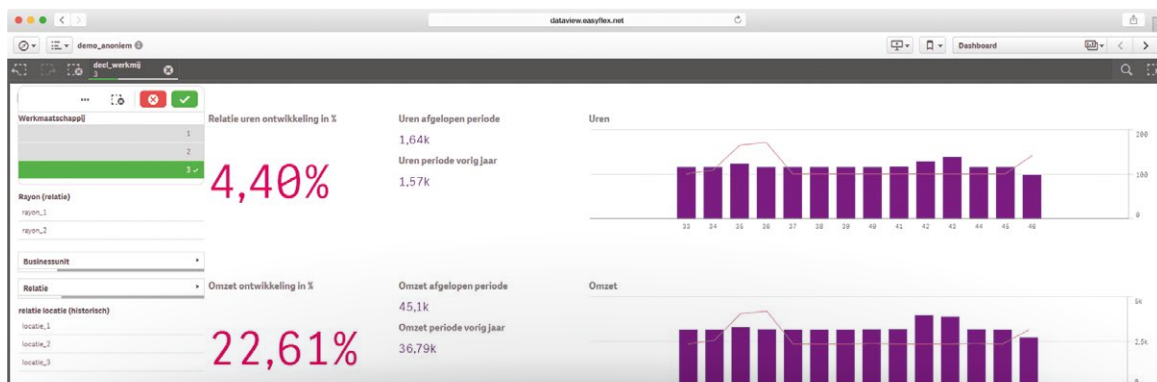 dataview.easyflex.net
demo_anoniem
Dashboard
decl_werkmij
3
Werkmaatschappij
1
2
3
Rayon (relatie)
rayon_1
rayon_2
Businessunit
Relatie
relatie locatie (historisch)
locatie_1
locatie_2
locatie_3
Relatie uren ontwikkeling in %
4,40%
Uren afgelopen periode
1,64k
Uren periode vorig jaar
1,57k
Uren
200
100
0
33 34 35 36 37 38 39 40 41 42 43 44 45 46
Omzet ontwikkeling in %
22,61%
Omzet afgelopen periode
45,1k
Omzet periode vorig jaar
36,79k
Omzet
5k
2,5k
0